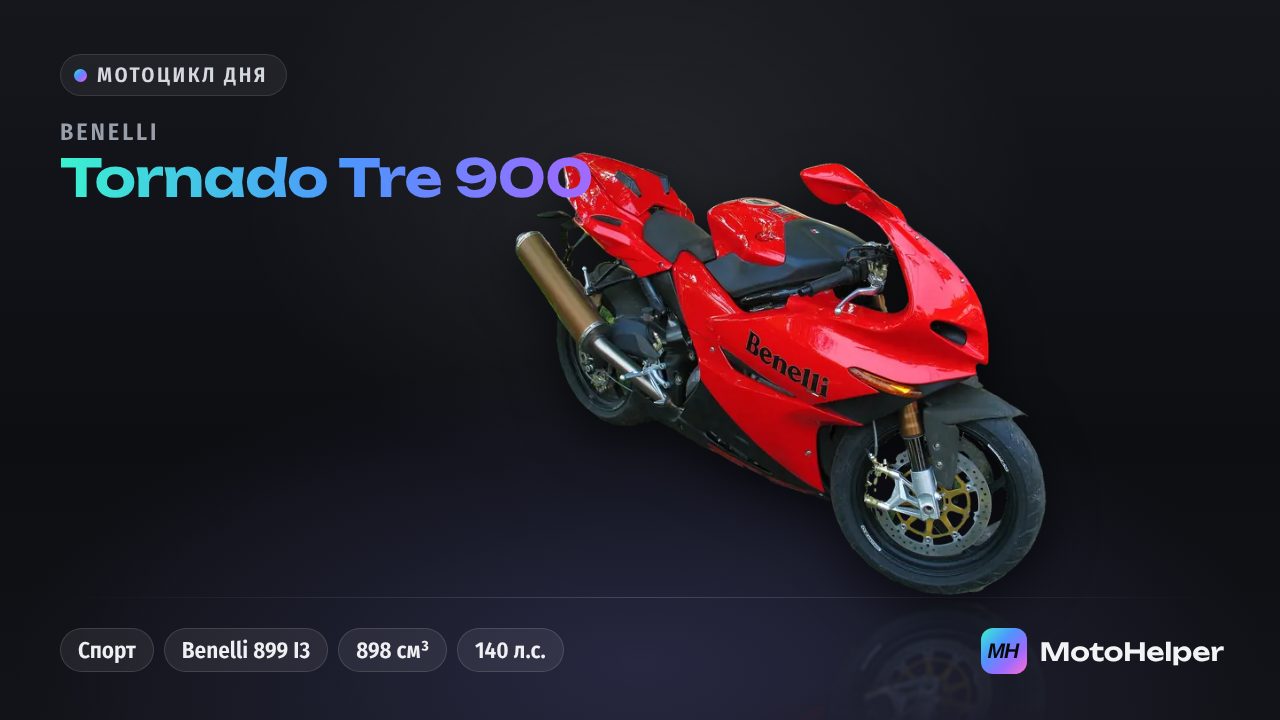 МОТОЦИКЛ ДНЯ
BENELLI
Tornado Tre 900
Benelli
Спорт
Benelli 899 I3
898 см³
140 л.с.
MH
MotoHelper